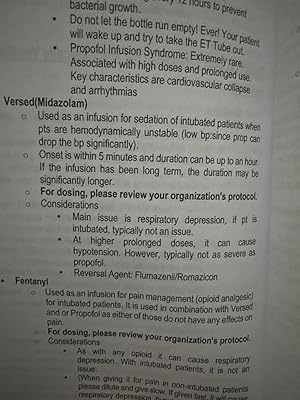 12 hours to prevent
bacterial growth.
▪ Do not let the bottle run empty! Ever! Your patient
will wake up and try to take the ET Tube out.
▪ Propofol Infusion Syndrome: Extremely rare.
Associated with high doses and prolonged use.
Key characteristics are cardiovascular collapse
and arrhythmias
Versed(Midazolam)
o Used as an infusion for sedation of intubated patients when
pts are hemodynamically unstable (low bp:since prop can
drop the bp significantly).
o Onset is within 5 minutes and duration can be up to an hour.
If the infusion has been long term, the duration may be
significantly longer.
o For dosing, please review your organization's protocol.
o Considerations
▪ Main issue is respiratory depression, if pt is
intubated, typically not an issue.
▪ At higher prolonged doses, it can cause
hypotension. However, typically not as severe as
propofol.
▪ Reversal Agent: Flumazenil/Romazicon
• Fentanyl
o Used as an infusion for pain management (opioid analgesic)
for intubated patients. It is used in combination with Versed
and or Propofol as either of those do not have any effects on
pain.
o For dosing, please review your organization's protocol.
o Considerations
▪ As with any opioid it can cause respiratory
depression. With intubated patients, it is not an
issue
▪ (When giving it for pain in non-intubated patients
please dilute and give slow. If given fast, it will cause
respiratory depression